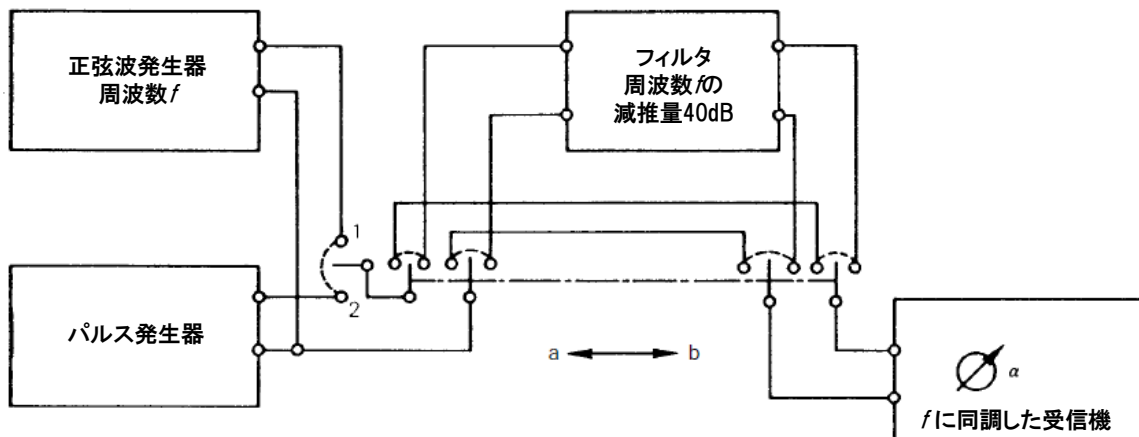 正弦波発生器
周波数f
フィルタ
周波数fの
減推量40dB
1
2
パルス発生器
a
b
α
fに同調した受信機